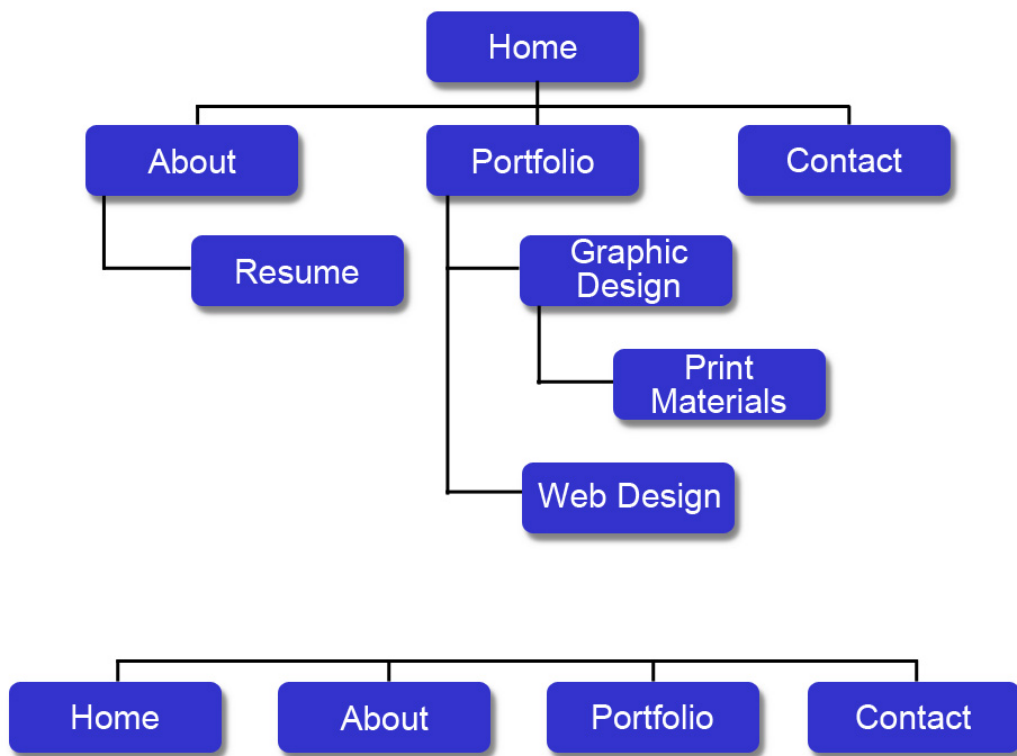 Home
About
Portfolio
Contact
Resume
Graphic
Design
Print
Materials
Web Design
Home
About
Portfolio
Contact